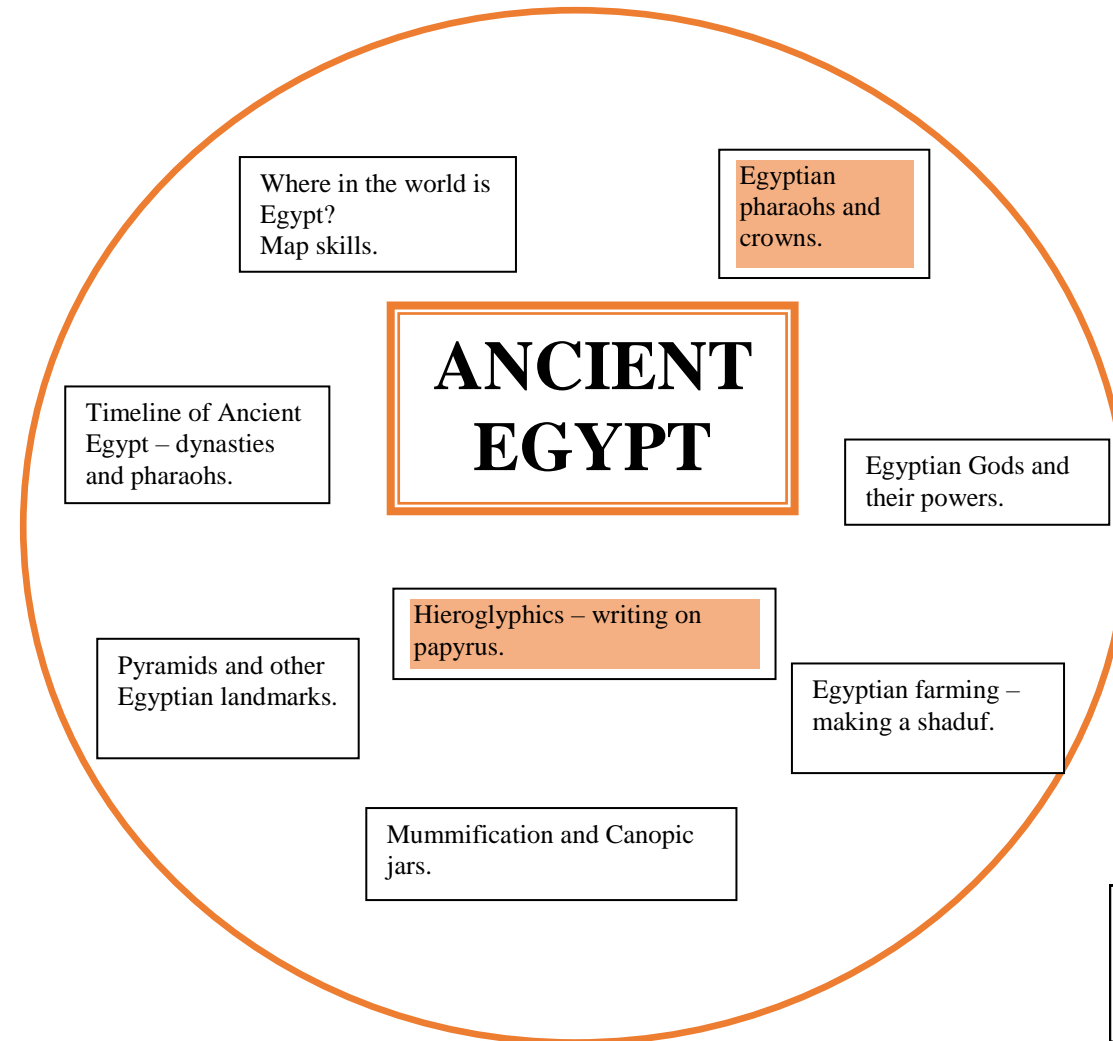 Where in the world is
Egypt?
Map skills.
Egyptian
pharaohs and
crowns.
ANCIENT
EGYPT
Timeline of Ancient
Egypt – dynasties
and pharaohs.
Egyptian Gods and
their powers.
Hieroglyphics – writing on
papyrus.
Pyramids and other
Egyptian landmarks.
Egyptian farming –
making a shaduf.
Mummification and Canopic
jars.